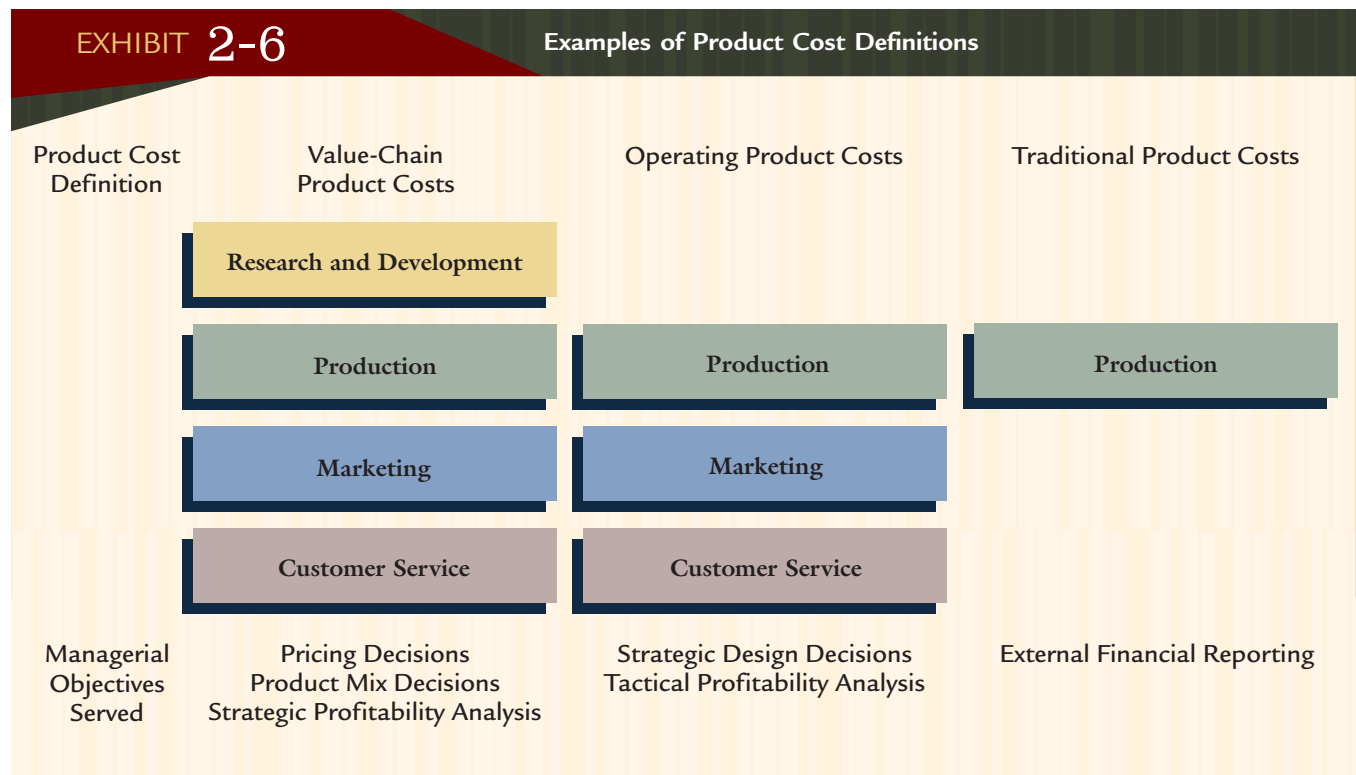 EXHIBIT 2-6
Examples of Product Cost Definitions
Product Cost
Definition
Value-Chain
Product Costs
Operating Product Costs
Traditional Product Costs
Research and Development
Production
Production
Production
Marketing
Marketing
Customer Service
Customer Service
Managerial
Objectives
Served
Pricing Decisions
Product Mix Decisions
Strategic Profitability Analysis
Strategic Design Decisions
Tactical Profitability Analysis
External Financial Reporting